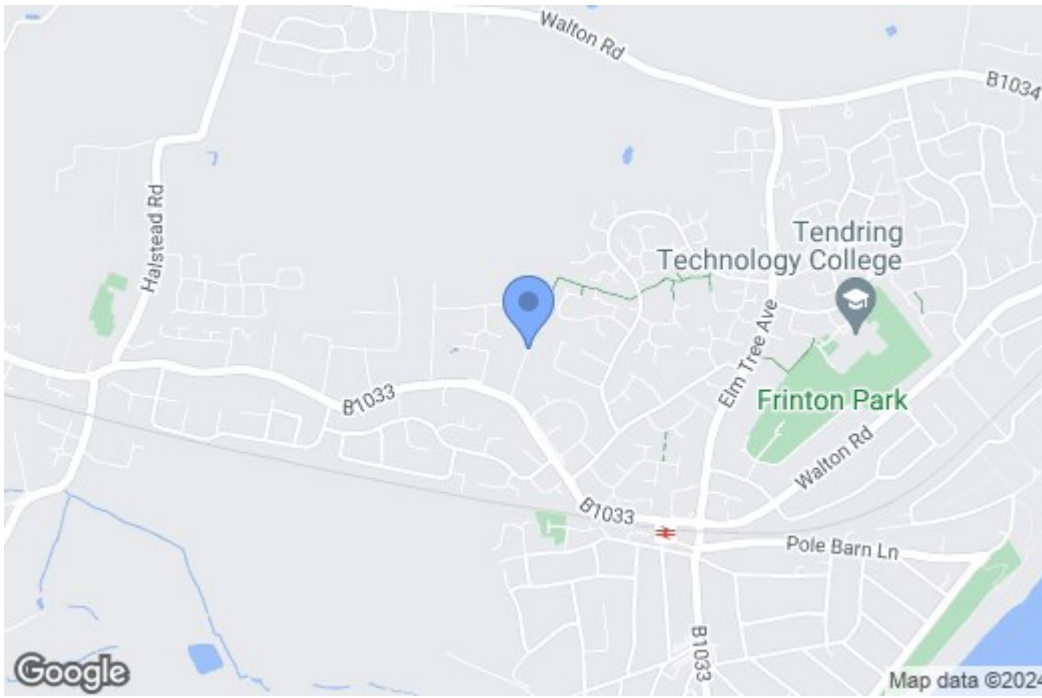 Walton Rd
B1034
Halstead Rd
Tendring
Technology College
Elm Tree Ave
B1033
Frinton Park
Walton Rd
B1033
Pole Barn Ln
B1033
Google
Map data ©2024